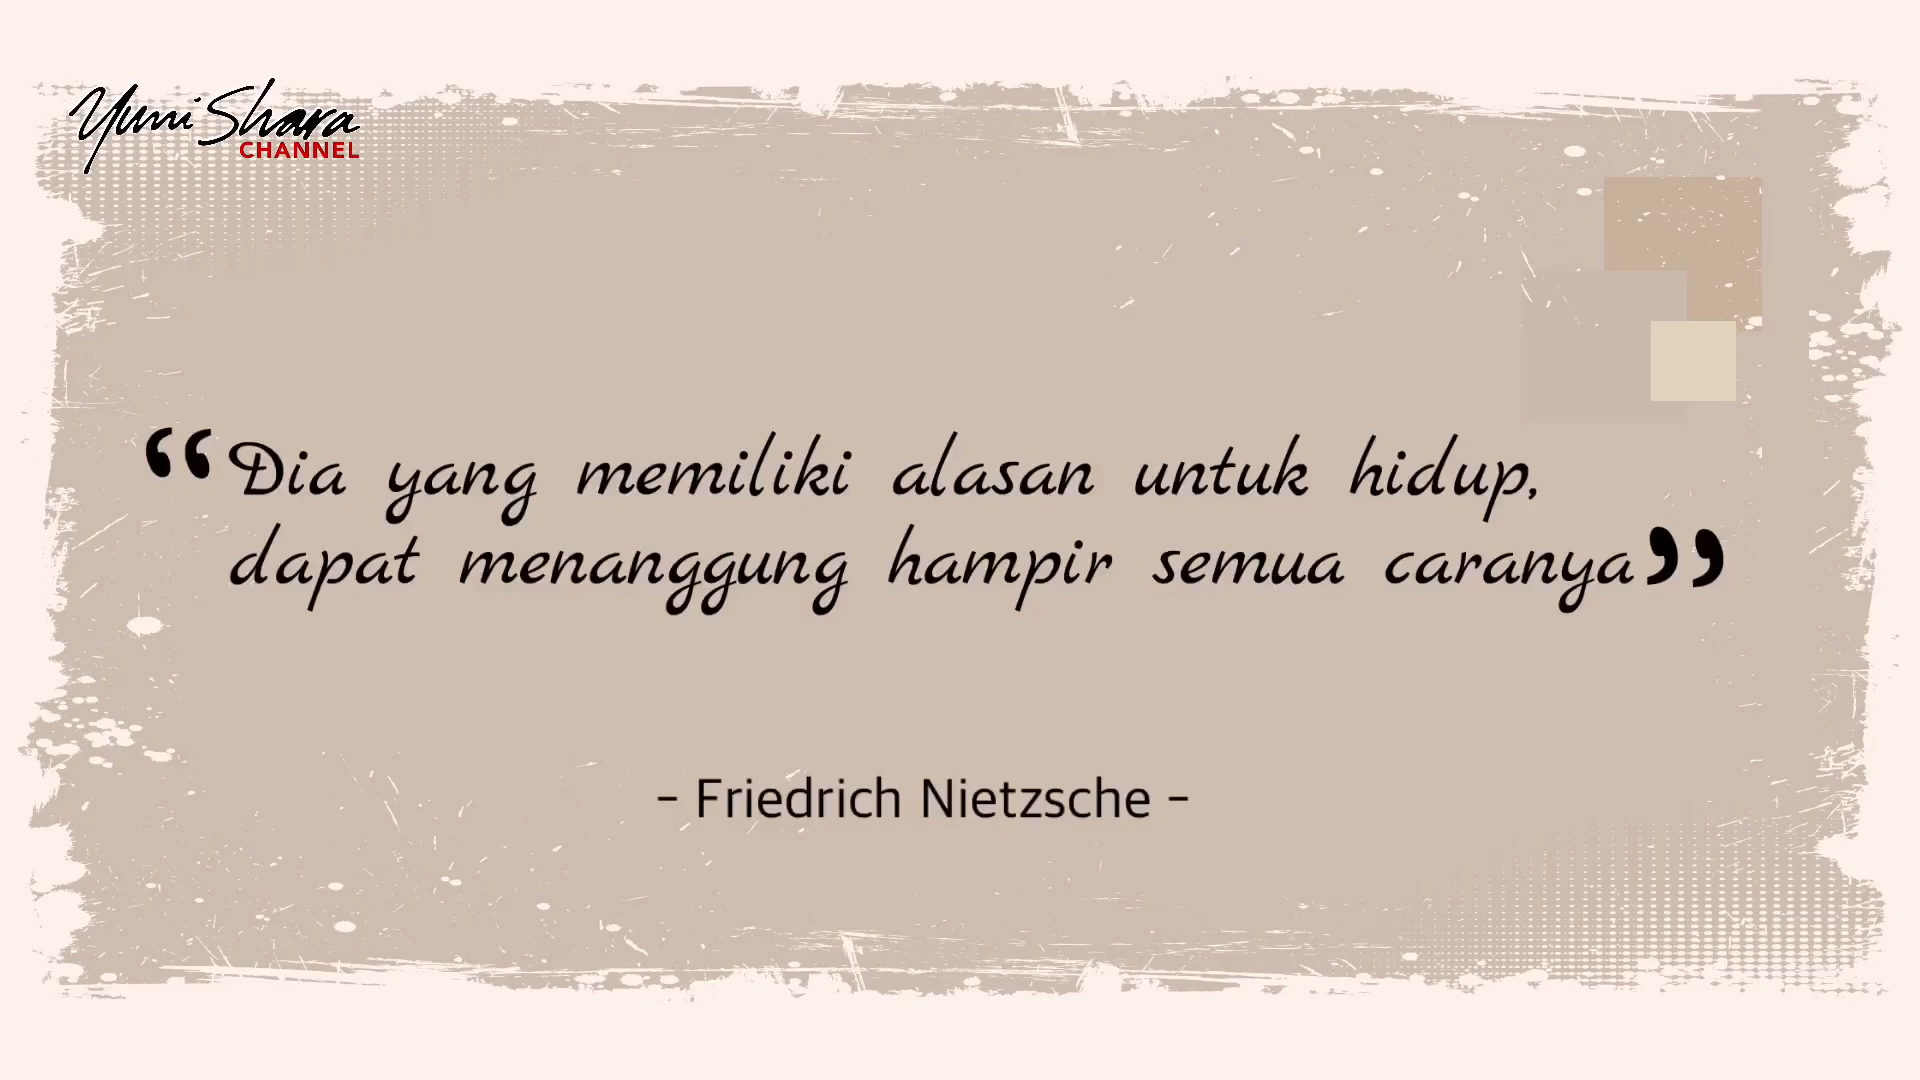 Yuni Shara
CHANNEL
“Dia yang memiliki alasan untuk hidup,
dapat menanggung hampir semua caranya”
- Friedrich Nietzsche -